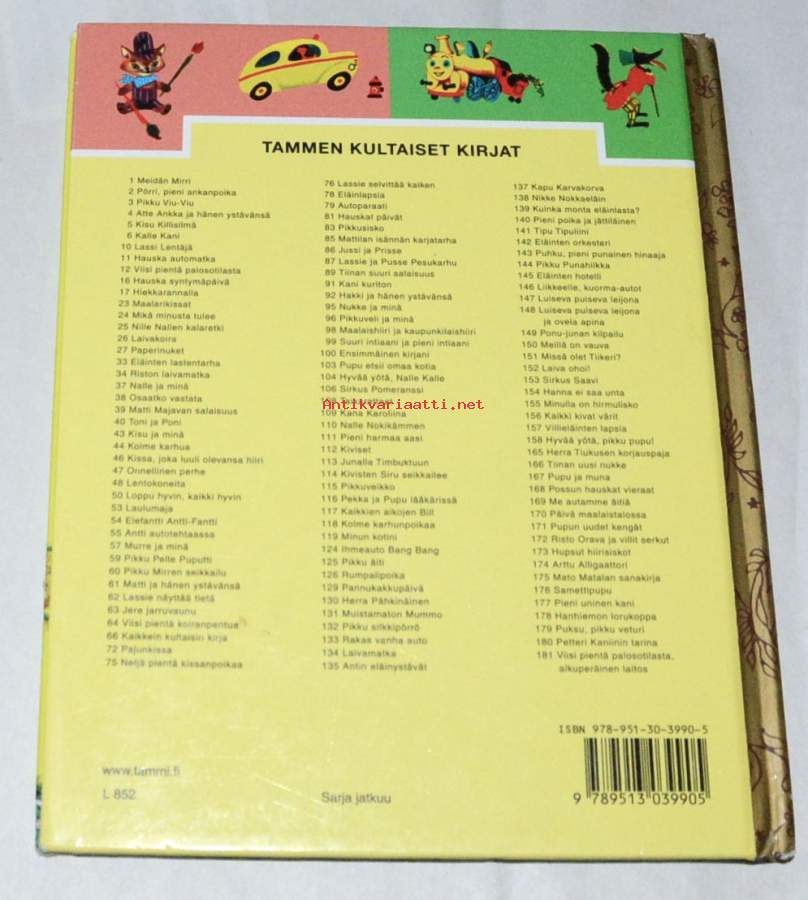 TAMMEN KULTAISET KIRJAT
1 Meidän Mirri
2 Pörri, pieni ankanpoika
3 Pikku Viu-Viu
4 Atte Ankka ja hänen ystävänsä
5 Kisu Kiliisilmä
6 Kalle Kani
10 Lassi Lentäjä
11 Hauska automatka
12 Viisi pientä palosotilasta
16 Hauska syntymäpäivä
17 Hiekkarannalla
23 Maalarikissat
24 Mikä minusta tulee
25 Nille Nallen kalaretki
26 Laivakoira
27 Paperinuket
33 Eläinten lastentarha
34 Riston laivamatka
37 Nalle ja minä
38 Osaatko vastata
39 Matti Majavan salaisuus
40 Toni ja Poni
43 Kisu ja minä
44 Kolme karhua
46 Kissa, joka luuli olevansa hiiri
47 Onnellinen perhe
48 Lentokoneita
50 Loppu hyvin, kaikki hyvin
53 Laulumaja
54 Elefantti Antti-Fantti
55 Antti autotehtaassa
57 Murre ja minä
59 Pikku Pelle Puputti
60 Pikku Mirren seikkailu
61 Matti ja hänen ystävänsä
62 Lassie näyttää tietä
63 Jere jarruvaunu
64 Viisi pientä koiranpentua
66 Kaikkein kultaisin kirja
72 Pajunkissa
75 Neljä pientä kissanpoikaa
76 Lassie selvittää kaiken
78 Eläinlapsia
79 Autoparaati
81 Hauskat päivät
83 Pikkusisko
85 Mattilan isännän karjatarha
86 Jussi ja Prisse
87 Lassie ja Pusse Pesukarhu
89 Tiinan suuri salaisuus
91 Kani kuriton
92 Hakki ja hänen ystävänsä
95 Nukke ja minä
96 Pikkuveli ja minä
98 Maalaishiiri ja kaupunkilaishiiri
99 Suuri intiaani ja pieni intiaani
100 Ensimmäinen kirjani
103 Pupu etsii omaa kotia
104 Hyvää yötä, Nalle Kalle
106 Sirkus Pomeranssi
Antikvariaatti.net
109 Kana Karoliina
110 Nalle Nokikämmen
111 Pieni harmaa aasi
112 Kiviset
113 Junalla Timbuktuun
114 Kivisten Siru seikkailee
115 Pikkuveikko
116 Pekka ja Pupu lääkärissä
117 Kaikkien aikojen Bill
118 Kolme karhunpoikaa
119 Minun kotini
124 Ihmeauto Bang Bang
125 Pikku äiti
126 Rumpalipoika
129 Pannukakkupäivä
130 Herra Pähkinäinen
131 Muistamaton Mummo
132 Pikku silkkipörrö
133 Rakas vanha auto
134 Laivamatka
135 Antin eläinystävät
137 Kapu Karvakorva
138 Nikke Nokkaeläin
139 Kuinka monta eläinlasta?
140 Pieni poika ja jättiläinen
141 Tipu Tipuliini
142 Eläinten orkesteri
143 Puhku, pieni punainen hinaaja
144 Pikku Punahilkka
145 Eläinten hotelli
146 Liikkeelle, kuorma-autot
147 Luiseva puiseva leijona
148 Luiseva puiseva leijona
ja ovela apina
149 Ponu-junan kilpailu
150 Meillä on vauva
151 Missä olet Tiikeri?
152 Laiva ohoi!
153 Sirkus Saavi
154 Hanna ei saa unta
155 Minulla on hirmulisko
156 Kaikki kivat värit
157 Villieläinten lapsia
158 Hyvää yötä, pikku pupu!
165 Herra Tiukusen korjauspaja
166 Tiinan uusi nukke
167 Pupu ja muna
168 Possun hauskat vieraat
169 Me autamme äitiä
170 Päivä maalaistalossa
171 Pupun uudet kengät
172 Risto Orava ja villit serkut
173 Hupsut hiirisiskot
174 Arttu Alligaattori
175 Mato Matalan sanakirja
176 Samettipupu
177 Pieni uninen kani
178 Hanhiemon lorukoppa
179 Puksu, pikku veturi
180 Petteri Kaniinin tarina
181 Viisi pientä palosotilasta,
alkuperäinen laitos
ISBN 978-951-30-3990-5
www.tammi.fi
L 852
Sarja jatkuu
9 789513 039905